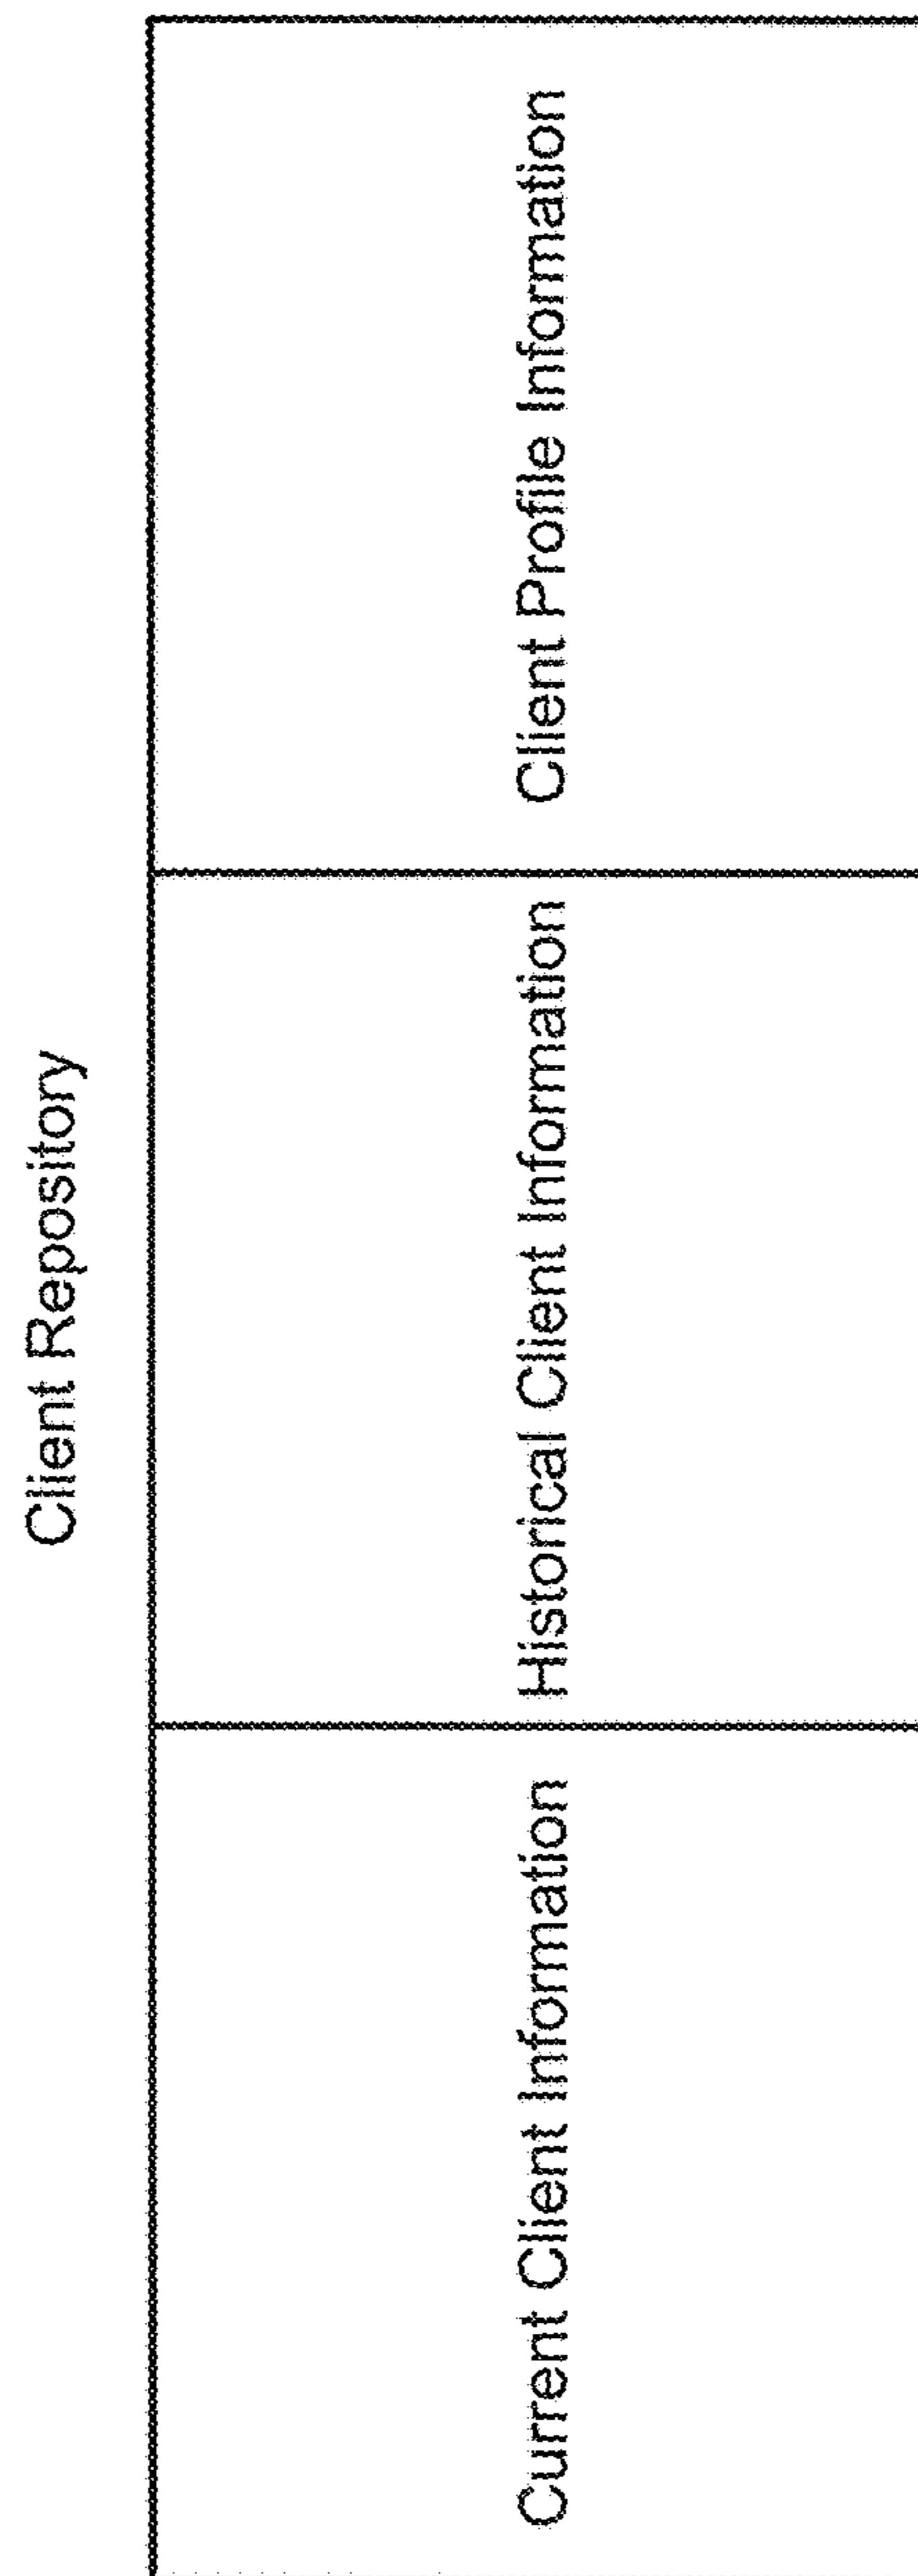 Client Repository
Current Client Information
Historical Client Information
Client Profile Information